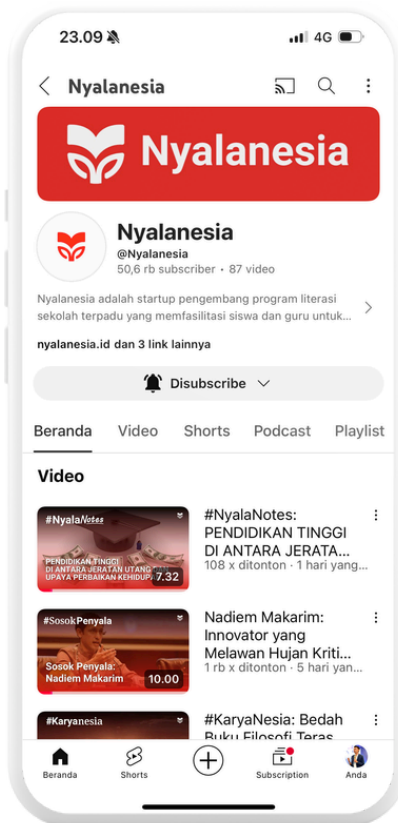 23.09
4G
Nyalanesia
Nyalanesia
Nyalanesia
@Nyalanesia
50,6 rb subscriber • 87 video
Nyalanesia adalah startup pengembang program literasi
sekolah terpadu yang memfasilitasi siswa dan guru untuk...
nyalanesia.id dan 3 link lainnya
Disubscribe
Beranda Video Shorts Podcast Playlist
Video
#NyalaNotes
PENDIDIKAN TINGGI
DI ANTARA JERATAN UTANG DAN
UPAYA PERBAIKAN KEHIDUPAN
7.32
#NyalaNotes:
PENDIDIKAN TINGGI
DI ANTARA JERATA...
108 x ditonton · 1 hari yang...
#SosokPenyala
Sosok Penyala:
Nadiem Makarim
10.00
Nadiem Makarim:
Innovator yang
Melawan Hujan Kriti...
1 rb x ditonton · 5 hari yan...
#Karyanesia
#KaryaNesia: Bedah
Buku Filosofi Teras
Beranda Shorts Subscription Anda